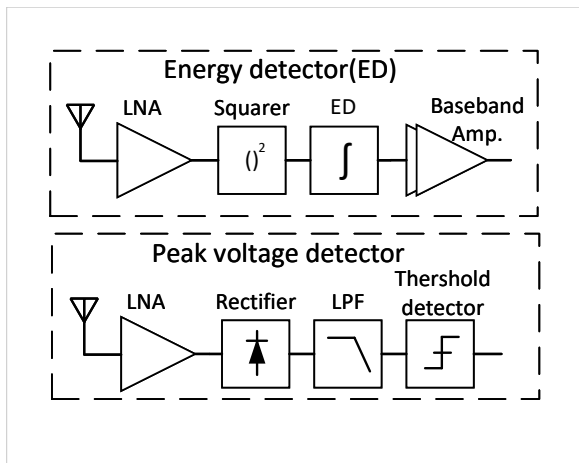 Energy detector(ED)
LNA
Squarer
ED
Baseband
Amp.
()²
∫
Peak voltage detector
LNA
Rectifier
LPF
Thershold
detector